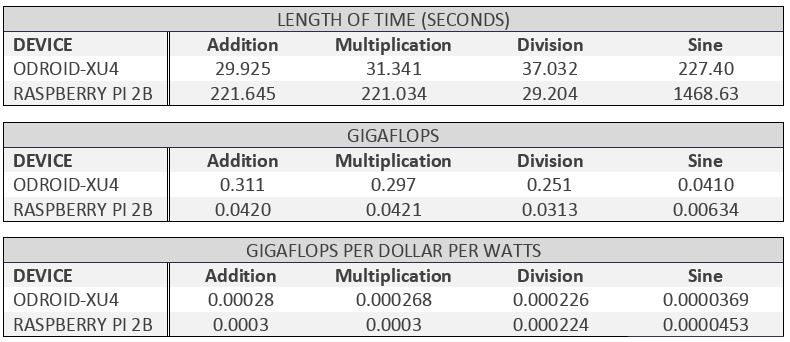 LENGTH OF TIME (SECONDS)
DEVICE Addition Multiplication Division Sine
ODROID-XU4 29.925 31.341 37.032 227.40
RASPBERRY PI 2B 221.645 221.034 29.204 1468.63
GIGAFLOPS
DEVICE Addition Multiplication Division Sine
ODROID-XU4 0.311 0.297 0.251 0.0410
RASPBERRY PI 2B 0.0420 0.0421 0.0313 0.00634
GIGAFLOPS PER DOLLAR PER WATTS
DEVICE Addition Multiplication Division Sine
ODROID-XU4 0.00028 0.000268 0.000226 0.0000369
RASPBERRY PI 2B 0.0003 0.0003 0.000224 0.0000453